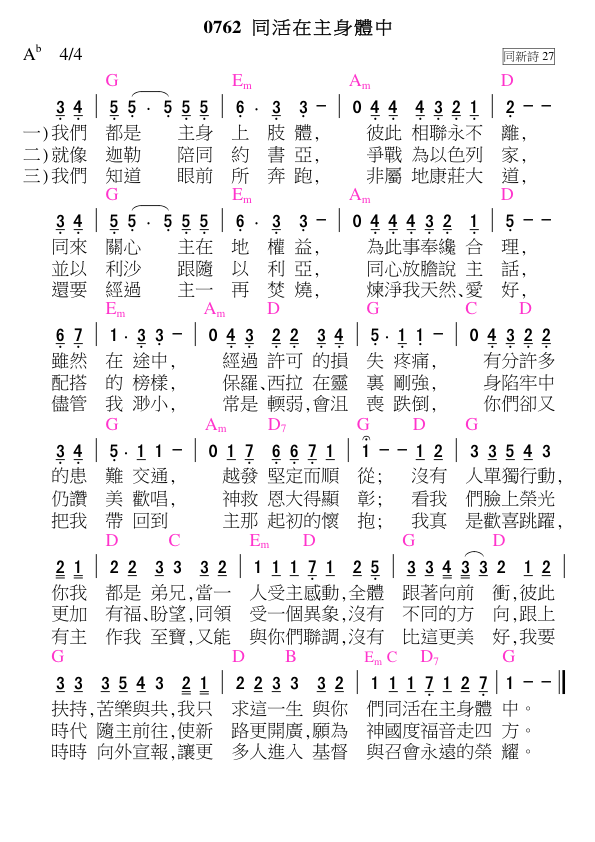 0762 同活在主身體中
A♭ 4/4
同新詩 27
G Em Am D
3 4 | 5 5 · 5 5 5 | 6 · 3 3 - | 0 4 4 4 3 2 1 | 2 - -
一)我們 都是 主身 上 肢 體, 彼此 相聯永不 離,
二)就像 迦勒 陪同 約 書 亞, 爭戰 為以色列 家,
三)我們 知道 眼前 所 奔 跑, 非屬 地康莊大 道,
G Em Am D
3 4 | 5 5 · 5 5 5 | 6 · 3 3 - | 0 4 4 4 3 2 1 | 5 - -
同來 關心 主在 地 權 益, 為此事奉纔 合 理,
並以 利沙 跟隨 以 利 亞, 同心放膽說 主 話,
還要 經過 主一 再 焚 燒, 煉淨我天然、愛 好,
Em Am D G C D
6 7 | 1 · 3 3 - | 0 4 3 2 2 3 4 | 5 · 1 1 - | 0 4 3 2 2
雖然 在 途中, 經過 許可 的損 失 疼痛, 有分許多
配搭 的 榜樣, 保羅、西拉 在靈 裏 剛強, 身陷牢中
儘管 我 渺小, 常是 輭弱,會沮 喪 跌倒, 你們卻又
G Am D7 G D G
3 4 | 5 · 1 1 - | 0 1 7 6 6 7 1 | 1 - - 1 2 | 3 3 5 4 3
的患 難 交通, 越發 堅定而順 從; 沒有 人單獨行動,
仍讚 美 歡唱, 神救 恩大得顯 彰; 看我 們臉上榮光
把我 帶 回到 主那 起初的懷 抱; 我真 是歡喜跳躍,
D C Em D G D
2 1 | 2 2 3 3 3 2 | 1 1 1 7 1 2 5 | 3 3 4 3 3 2 1 2
你我 都是 弟兄,當一 人受主感動,全體 跟著向前 衝,彼此
更加 有福、盼望,同領 受一個異象,沒有 不同的方 向,跟上
有主 作我 至寶,又能 與你們聯調,沒有 比這更美 好,我要
G D B Em C D7 G
3 3 3 5 4 3 2 1 | 2 2 3 3 3 2 | 1 1 1 7 1 2 7 | 1 - - ‖
扶持,苦樂與共,我只 求這一生 與你 們同活在主身體 中。
時代 隨主前往,使新 路更開廣,願為 神國度福音走四 方。
時時 向外宣報,讓更 多人進入 基督 與召會永遠的榮 耀。